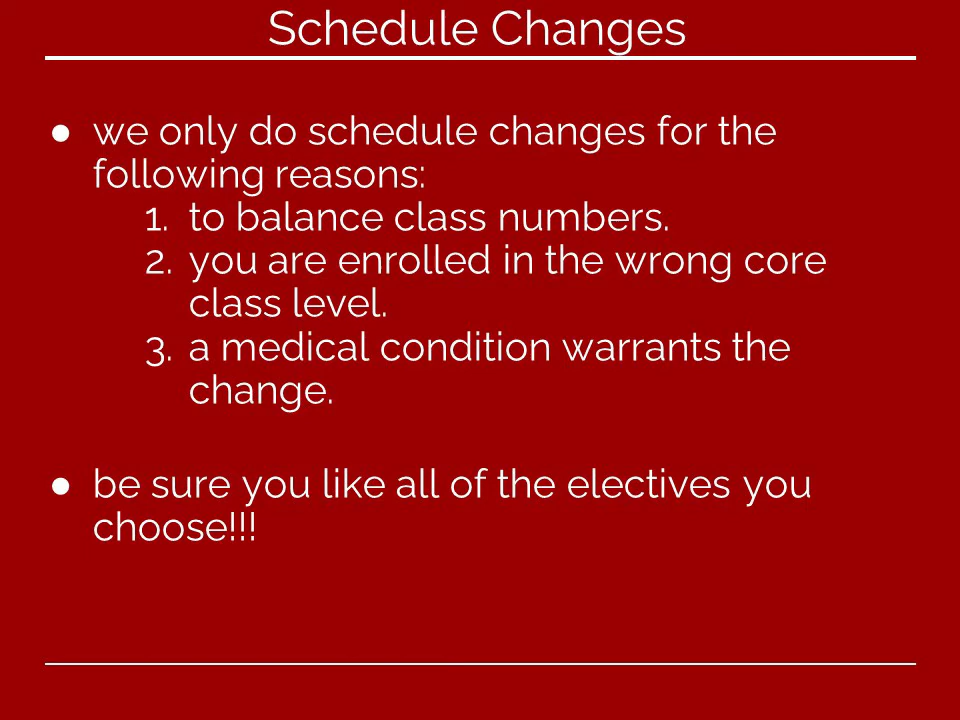 Schedule Changes
● we only do schedule changes for the
following reasons:
1. to balance class numbers.
2. you are enrolled in the wrong core
class level.
3. a medical condition warrants the
change.
● be sure you like all of the electives you
choose!!!